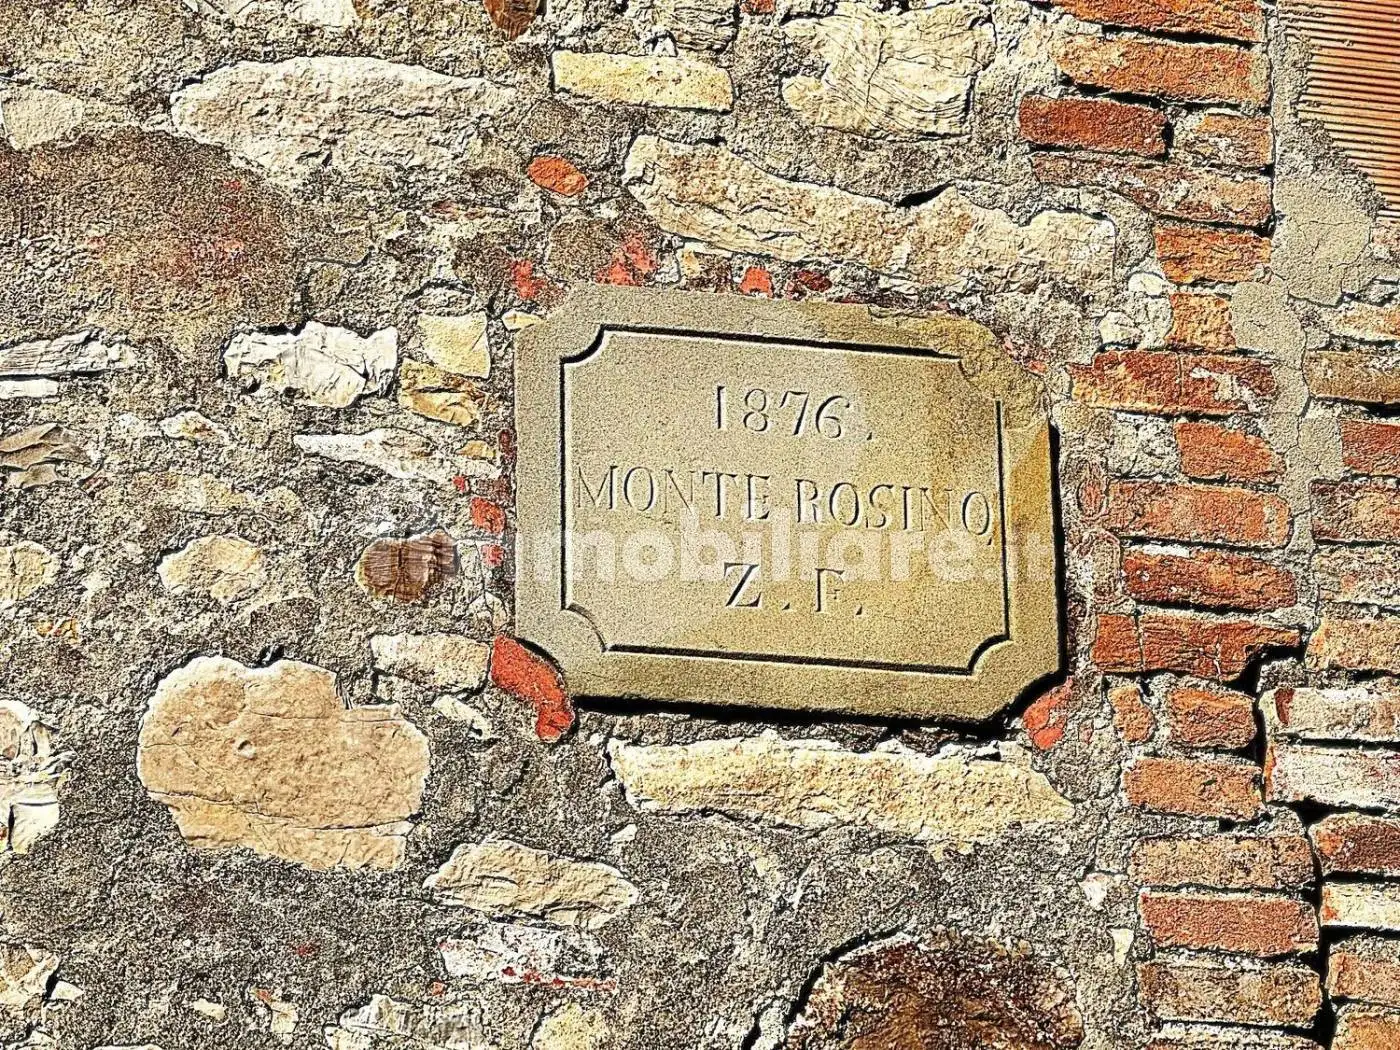 1876.
MONTE ROSINO
Z. F.
immobiliare.it